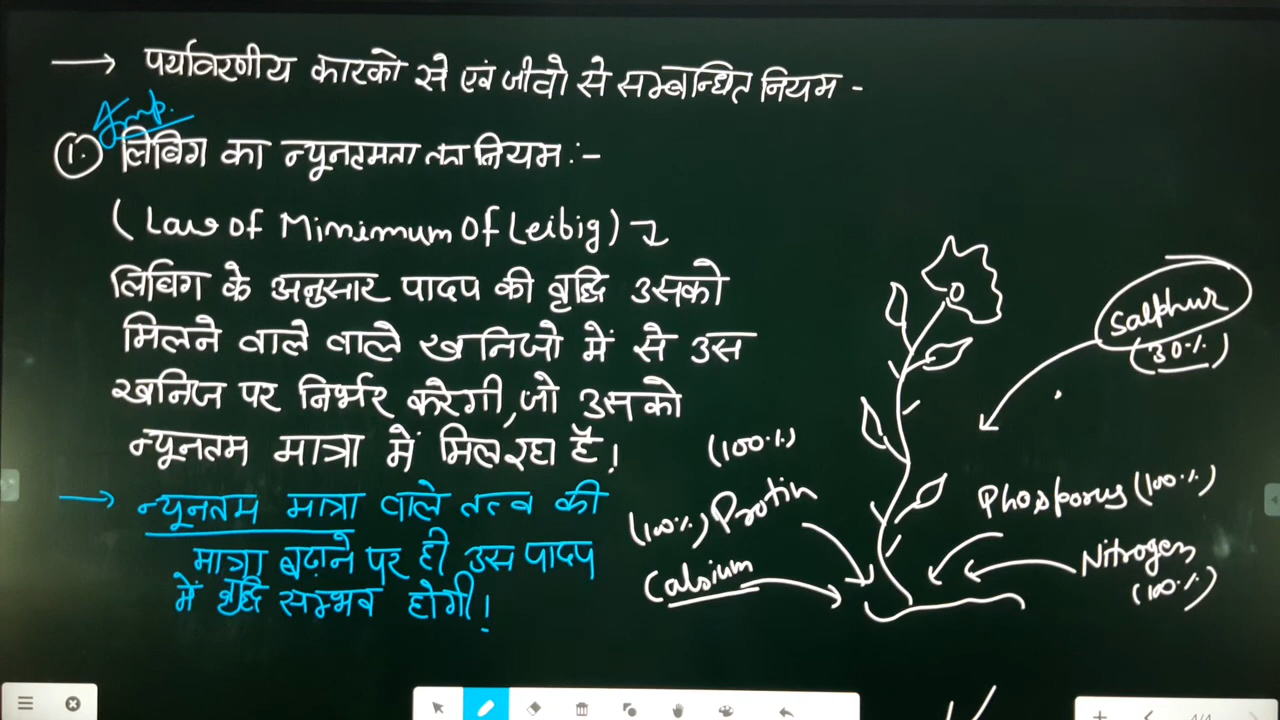 → पर्यावरणीय कारको से एवं जीवो से सम्बन्धित नियम -
Imp.
1. लिबिग का न्यूनतमता का नियम :-
(Law of Minimum Of Leibig)
लिबिग के अनुसार पादप की वृद्धि उसको
मिलने वाले वाले खनिजो में से उस
खनिज पर निर्भर करेगी, जो उसको
न्यूनतम मात्रा में मिल रहा है।
→ न्यूनतम मात्रा वाले तत्व की
मात्रा बढ़ाने पर ही उस पादप
में वृद्धि सम्भव होगी!
Salphur
(30%)
(100%)
(100%) Protin
Calsium
Phosporus (100%)
Nitrogen
(100%)